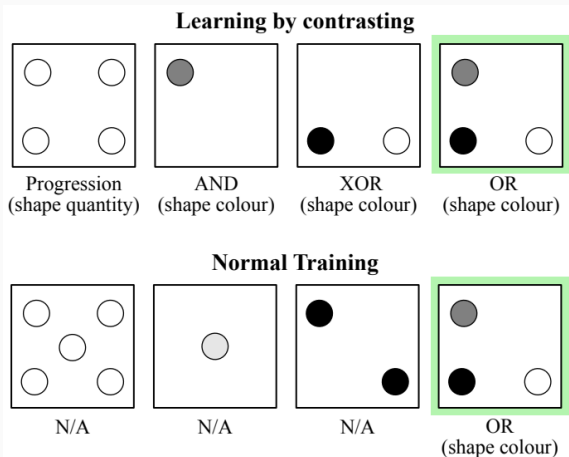 Learning by contrasting
Progression
(shape quantity)
AND
(shape colour)
XOR
(shape colour)
OR
(shape colour)
Normal Training
N/A
N/A
N/A
OR
(shape colour)